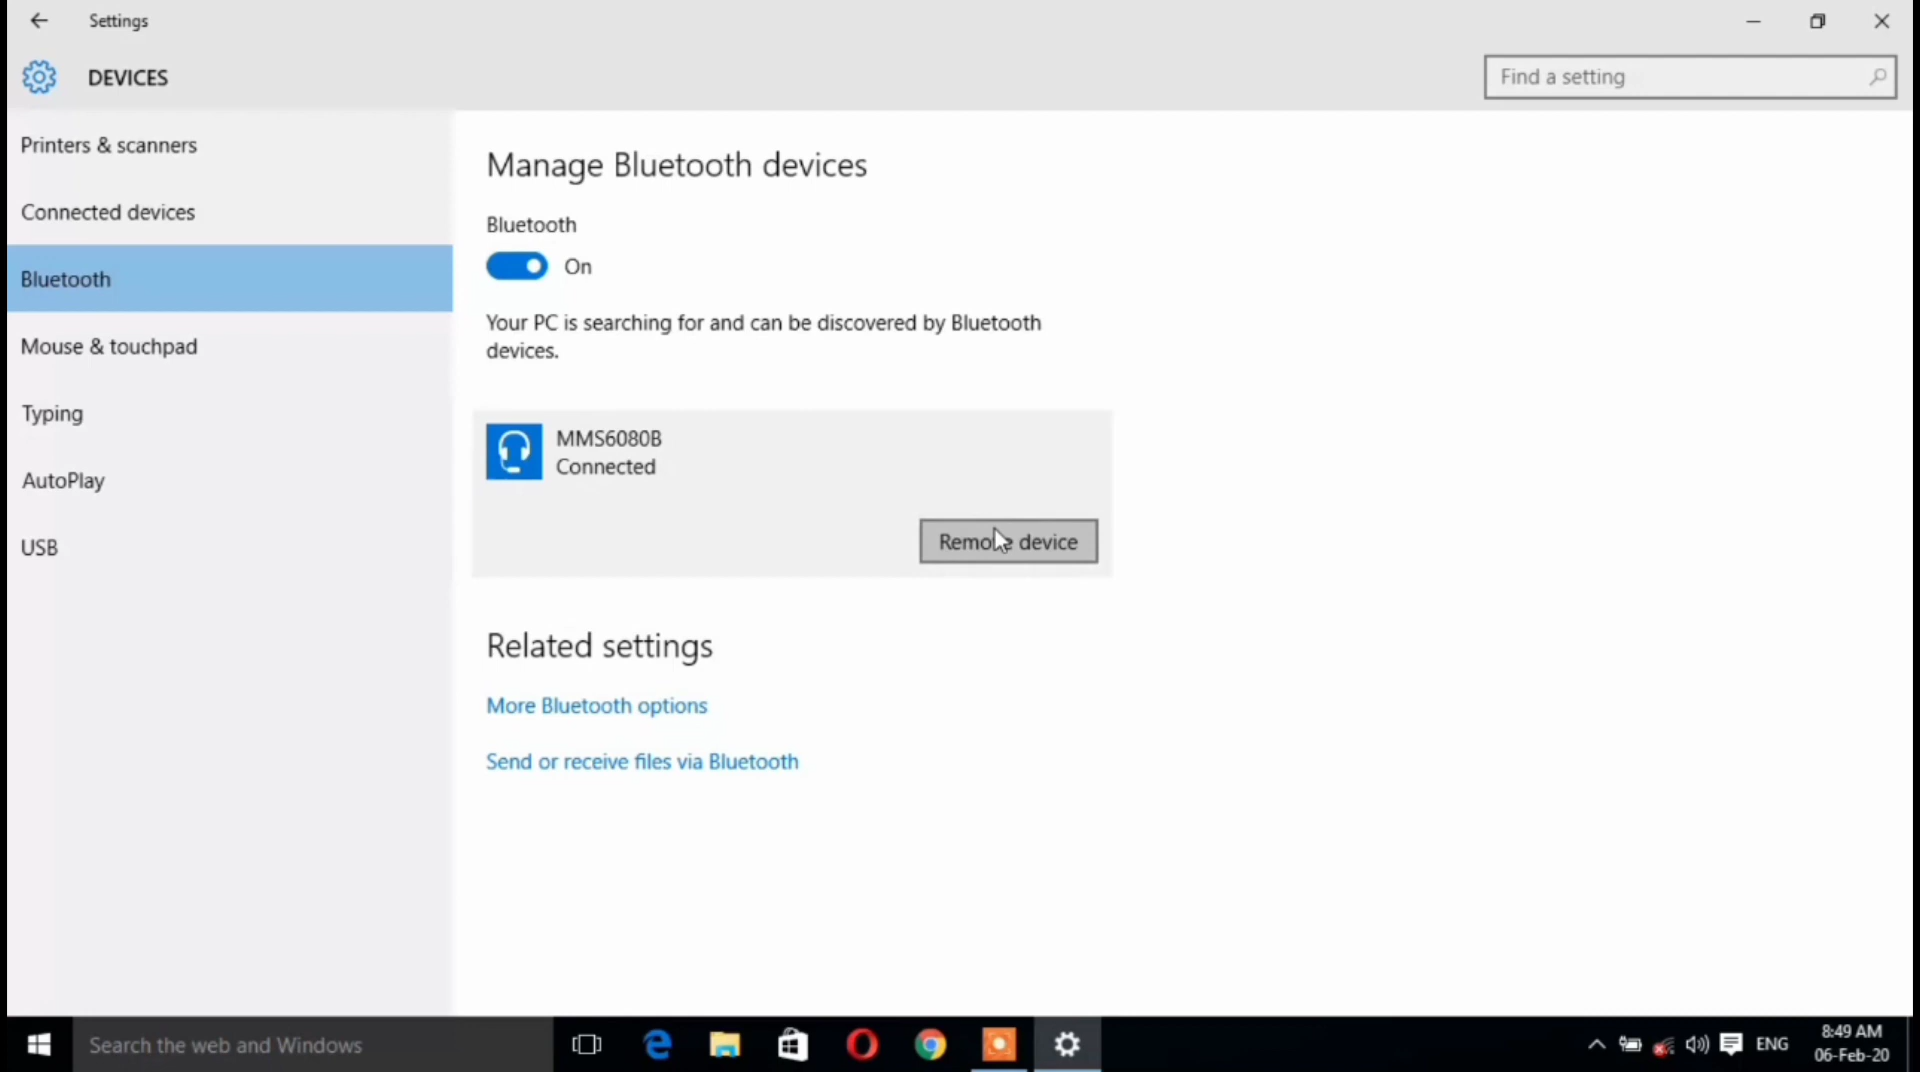 Settings
DEVICES
Find a setting
Printers & scanners
Connected devices
Bluetooth
Mouse & touchpad
Typing
AutoPlay
USB
Manage Bluetooth devices
Bluetooth
On
Your PC is searching for and can be discovered by Bluetooth
devices.
MMS6080B
Connected
Remove device
Related settings
More Bluetooth options
Send or receive files via Bluetooth
Search the web and Windows
ENG
8:49 AM
06-Feb-20